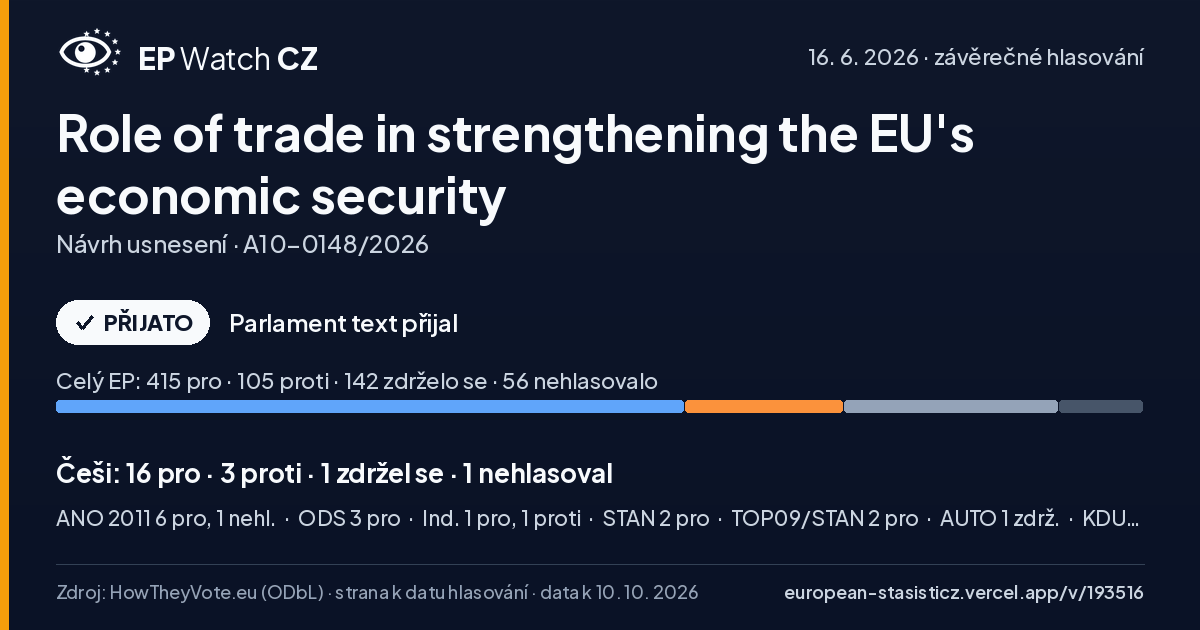 EP Watch CZ
16. 6. 2026 · závěrečné hlasování
Role of trade in strengthening the EU's
economic security
Návrh usnesení · A10-0148/2026
✓ PŘIJATO Parlament text přijal
Celý EP: 415 pro · 105 proti · 142 zdrželo se · 56 nehlasovalo
Češi: 16 pro · 3 proti · 1 zdržel se · 1 nehlasoval
ANO 2011 6 pro, 1 nehl. · ODS 3 pro · Ind. 1 pro, 1 proti · STAN 2 pro · TOP09/STAN 2 pro · AUTO 1 zdrž. · KDU…
Zdroj: HowTheyVote.eu (ODbL) · strana k datu hlasování · data k 10. 10. 2026
european-stasisticz.vercel.app/v/193516